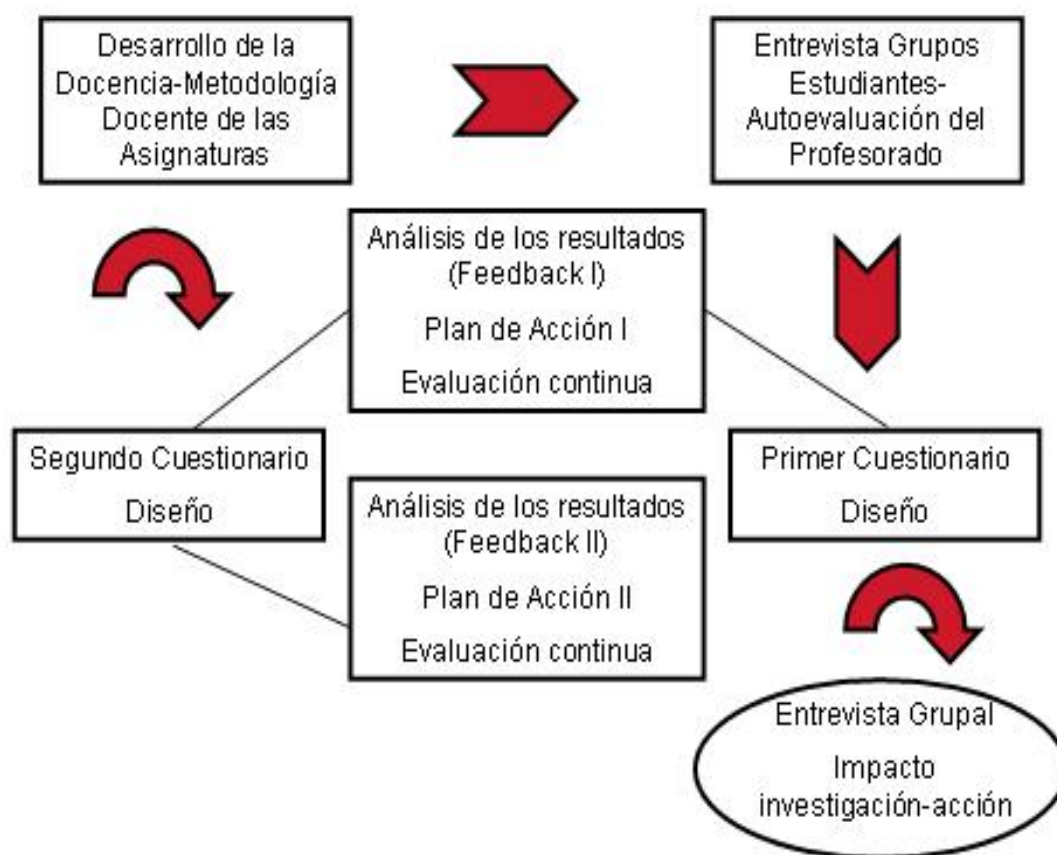 Desarrollo de la
Docencia-Metodología
Docente de las
Asignaturas
Entrevista Grupos
Estudiantes-
Autoevaluación del
Profesorado
Análisis de los resultados
(Feedback I)
Plan de Acción I
Evaluación continua
Segundo Cuestionario
Diseño
Primer Cuestionario
Diseño
Análisis de los resultados
(Feedback II)
Plan de Acción II
Evaluación continua
Entrevista Grupal
Impacto
investigación-acción